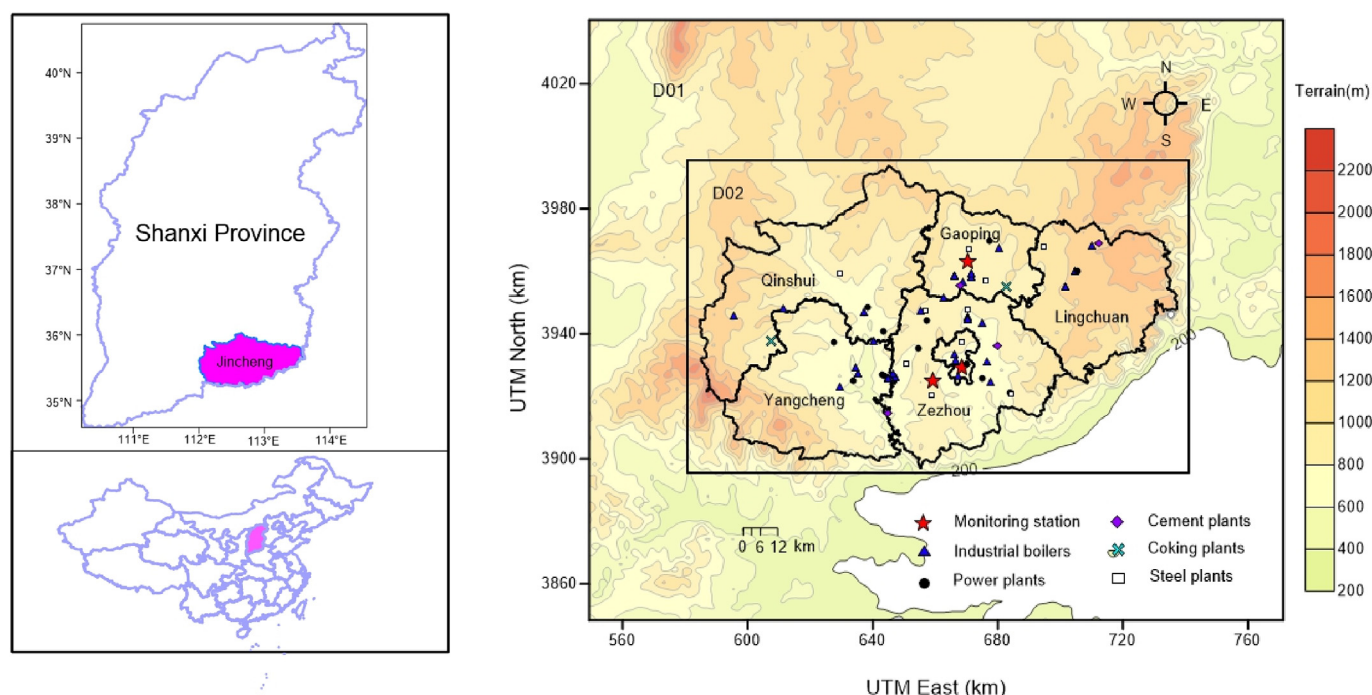 40°N
39°N
38°N
Shanxi Province
37°N
36°N
Jincheng
35°N
111°E 112°E 113°E 114°E
D01
N
W E
S
Terrain(m)
2200
2000
1800
1600
1400
1200
1000
800
600
400
200
4020
3980
3940
3900
3860
UTM North (km)
D02
Gaoping
Qinshui
Lingchuan
200
Yangcheng
Zezhou
200
0 6 12 km
Monitoring station
Industrial boilers
Power plants
Cement plants
Coking plants
Steel plants
560 600 640 680 720 760
UTM East (km)